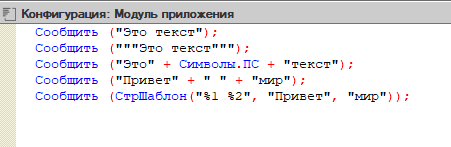 Конфигурация: Модуль приложения
Сообщить ("Это текст");
Сообщить ("""Это текст""");
Сообщить ("Это" + Символы.ПС + "текст");
Сообщить ("Привет" + " " + "мир");
Сообщить (СтрШаблон("%1 %2", "Привет", "мир"));